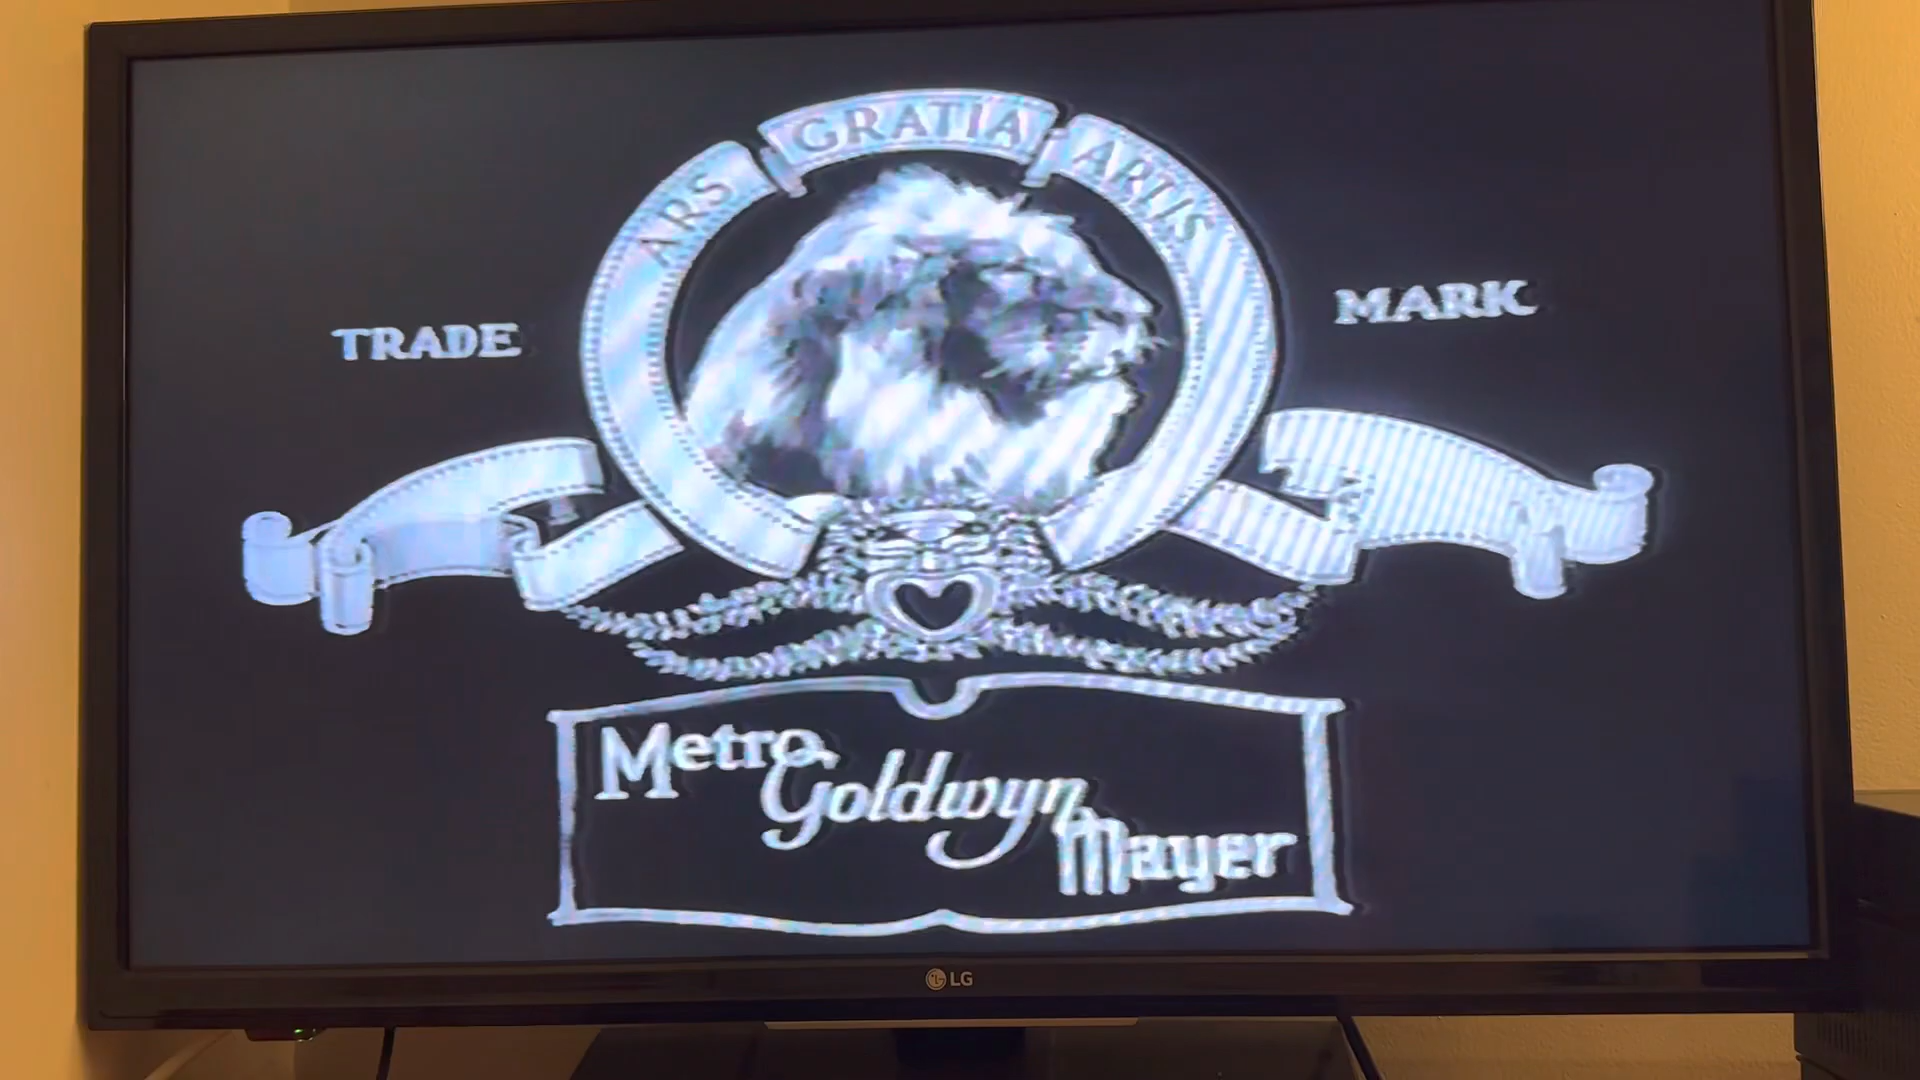 ARS GRATIA ARTIS
TRADE
MARK
Metro
Goldwyn
Mayer
LG